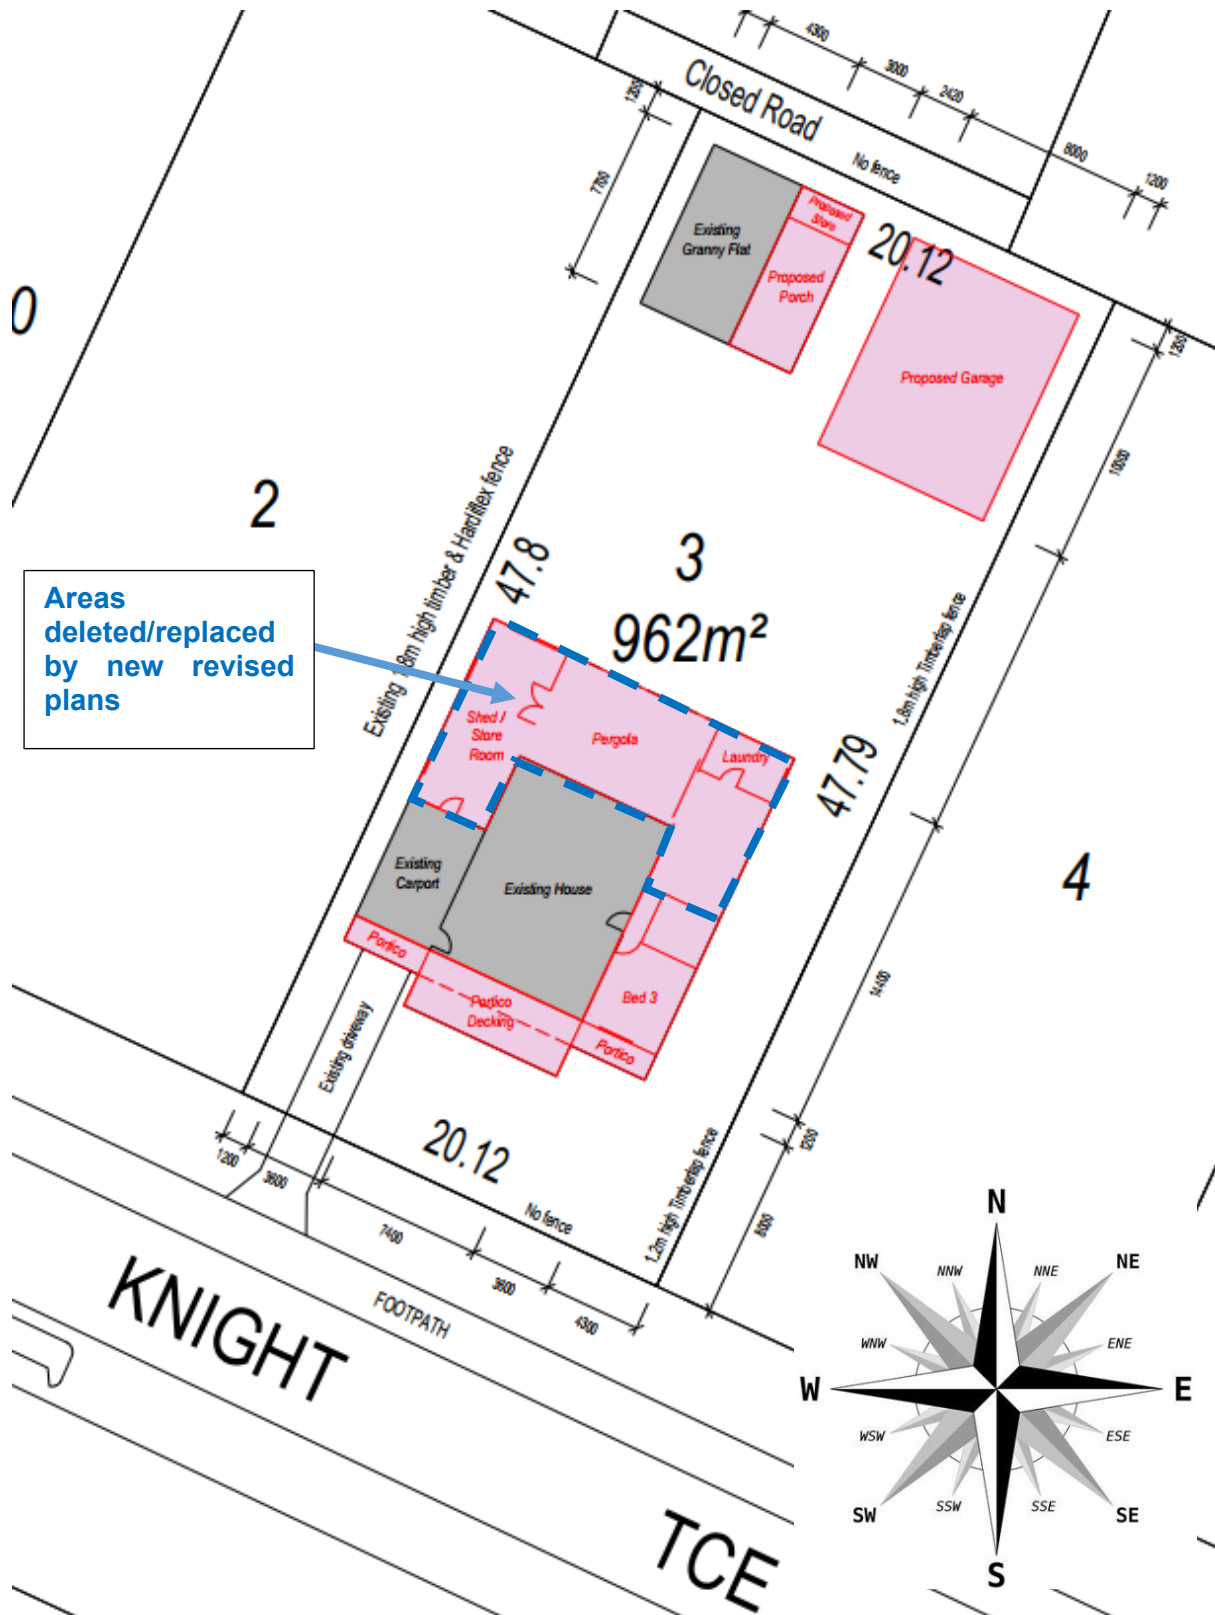 4300
3000
2420
8000
1200
1200
7700
Closed Road
No fence
Existing
Granny Flat
Proposed
Store
Proposed
Porch
20.12
Proposed Garage
1200
10500
0
2
Existing 1.8m high timber & Hardiflex fence
47.8
3
962m²
1.8m high Timberlap fence
Areas
deleted/replaced
by new revised
plans
Shed /
Store
Room
Pergola
Laundry
47.79
Existing
Carport
Existing House
4
14400
Portico
Portico
Decking
Bed 3
Portico
Existing driveway
1200
8000
1.2m high Timberlap fence
20.12
No fence
1200
3600
7400
3600
4300
FOOTPATH
KNIGHT
TCE
N
NNW
NNE
NW
NE
WNW
ENE
W
E
WSW
ESE
SW
SSW
SSE
SE
S